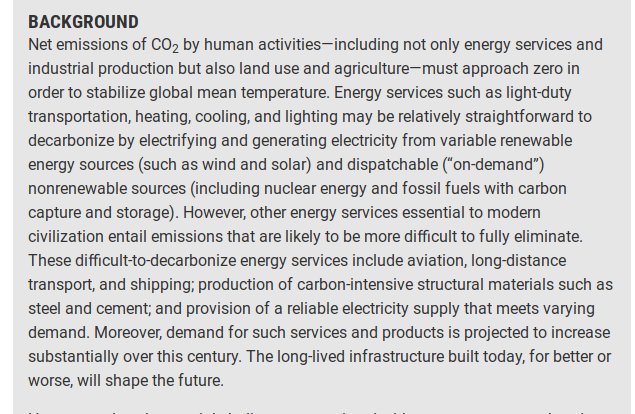 BACKGROUND
Net emissions of CO₂ by human activities—including not only energy services and
industrial production but also land use and agriculture—must approach zero in
order to stabilize global mean temperature. Energy services such as light-duty
transportation, heating, cooling, and lighting may be relatively straightforward to
decarbonize by electrifying and generating electricity from variable renewable
energy sources (such as wind and solar) and dispatchable (“on-demand”)
nonrenewable sources (including nuclear energy and fossil fuels with carbon
capture and storage). However, other energy services essential to modern
civilization entail emissions that are likely to be more difficult to fully eliminate.
These difficult-to-decarbonize energy services include aviation, long-distance
transport, and shipping; production of carbon-intensive structural materials such as
steel and cement; and provision of a reliable electricity supply that meets varying
demand. Moreover, demand for such services and products is projected to increase
substantially over this century. The long-lived infrastructure built today, for better or
worse, will shape the future.